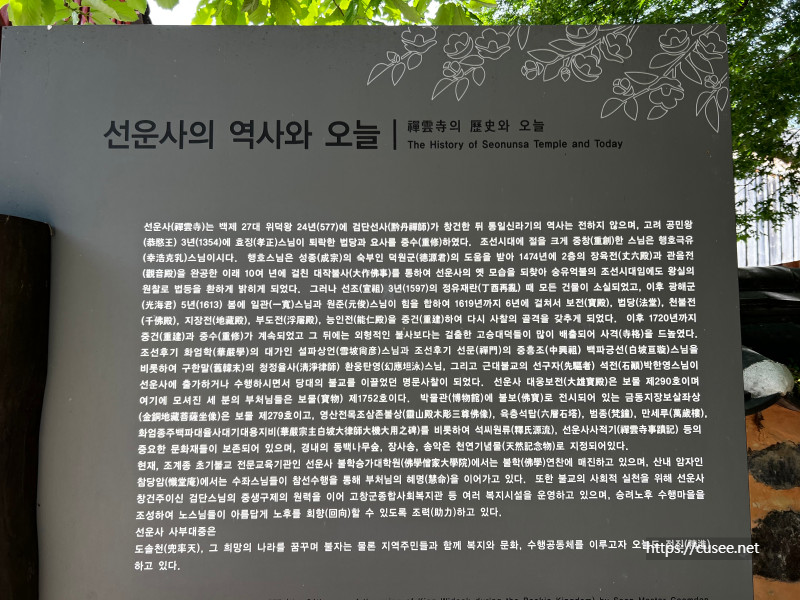 선운사의 역사와 오늘
禪雲寺의 歷史와 오늘
The History of Seonunsa Temple and Today
선운사(禪雲寺)는 백제 27대 위덕왕 24년(577)에 검단선사(黔丹禪師)가 창건한 뒤 통일신라기의 역사는 전하지 않으며, 고려 공민왕
(恭愍王) 3년(1354)에 효정(孝正)스님이 퇴락한 법당과 요사를 중수(重修)하였다. 조선시대에 절을 크게 중창(重創)한 스님은 행호극유
(幸浩克乳)스님이시다. 행호스님은 성종(成宗)의 숙부인 덕원군(德源君)의 도움을 받아 1474년에 2층의 장육전(丈六殿)과 관음전
(觀音殿)을 완공한 이래 10여 년에 걸친 대작불사(大作佛事)를 통하여 선운사의 옛 모습을 되찾아 숭유억불의 조선시대임에도 왕실의
원찰로 법등을 환하게 밝히게 되었다. 그러나 선조(宣祖) 3년(1597)의 정유재란(丁酉再亂) 때 모든 건물이 소실되었고, 이후 광해군
(光海君) 5년(1613) 봄에 일관(一寬)스님과 원준(元俊)스님이 힘을 합하여 1619년까지 6년에 걸쳐서 보전(寶殿), 법당(法堂), 천불전
(千佛殿), 지장전(地藏殿), 부도전(浮屠殿), 능인전(能仁殿)을 중건(重建)하여 다시 사찰의 골격을 갖추게 되었다. 이후 1720년까지
중건(重建)과 중수(重修)가 계속되었고 그 뒤에는 외형적인 불사보다는 걸출한 고승대덕들이 많이 배출되어 사격(寺格)을 드높였다.
조선후기 화엄학(華嚴學)의 대가인 설파상언(雪坡尙彦)스님과 조선후기 선문(禪門)의 중흥조(中興祖) 백파긍선(白坡亘璇)스님을
비롯하여 구한말(舊韓末)의 청정율사(淸淨律師) 환응탄영(幻應坦泳)스님, 그리고 근대불교의 선구자(先驅者) 석전(石顚)박한영스님이
선운사에 출가하거나 수행하시면서 당대의 불교를 이끌었던 명문사찰이 되었다. 선운사 대웅보전(大雄寶殿)은 보물 제290호이며
여기에 모셔진 세 분의 부처님들은 보물(寶物) 제1752호이다. 박물관(博物館)에 불보(佛寶)로 전시되어 있는 금동지장보살좌상
(金銅地藏菩薩坐像)은 보물 제279호이고, 영산전목조삼존불상(靈山殿木彫三尊佛像), 육층석탑(六層石塔), 범종(梵鐘), 만세루(萬歲樓),
화엄종주백파대율사대기대용지비(華嚴宗主白坡大律師大機大用之碑)를 비롯하여 석씨원류(釋氏源流), 선운사사적기(禪雲寺事蹟記) 등의
중요한 문화재들이 보존되어 있으며, 경내의 동백나무숲, 장사송, 송악은 천연기념물(天然記念物)로 지정되어있다.
현재, 조계종 초기불교 전문교육기관인 선운사 불학승가대학원(佛學僧家大學院)에서는 불학(佛學)연찬에 매진하고 있으며, 산내 암자인
참당암(懺堂庵)에서는 수좌스님들이 참선수행을 통해 부처님의 혜명(慧命)을 이어가고 있다. 또한 불교의 사회적 실천을 위해 선운사
창건주이신 검단스님의 중생구제의 원력을 이어 고창군종합사회복지관 등 여러 복지시설을 운영하고 있으며, 승려노후 수행마을을
조성하여 노스님들이 아름답게 노후를 회향(回向)할 수 있도록 조력(助力)하고 있다.
선운사 사부대중은
도솔천(兜率天), 그 희망의 나라를 꿈꾸며 불자는 물론 지역주민들과 함께 복지와 문화, 수행공동체를 이루고자 오늘도 정진(精進)
하고 있다.
https://cusee.net